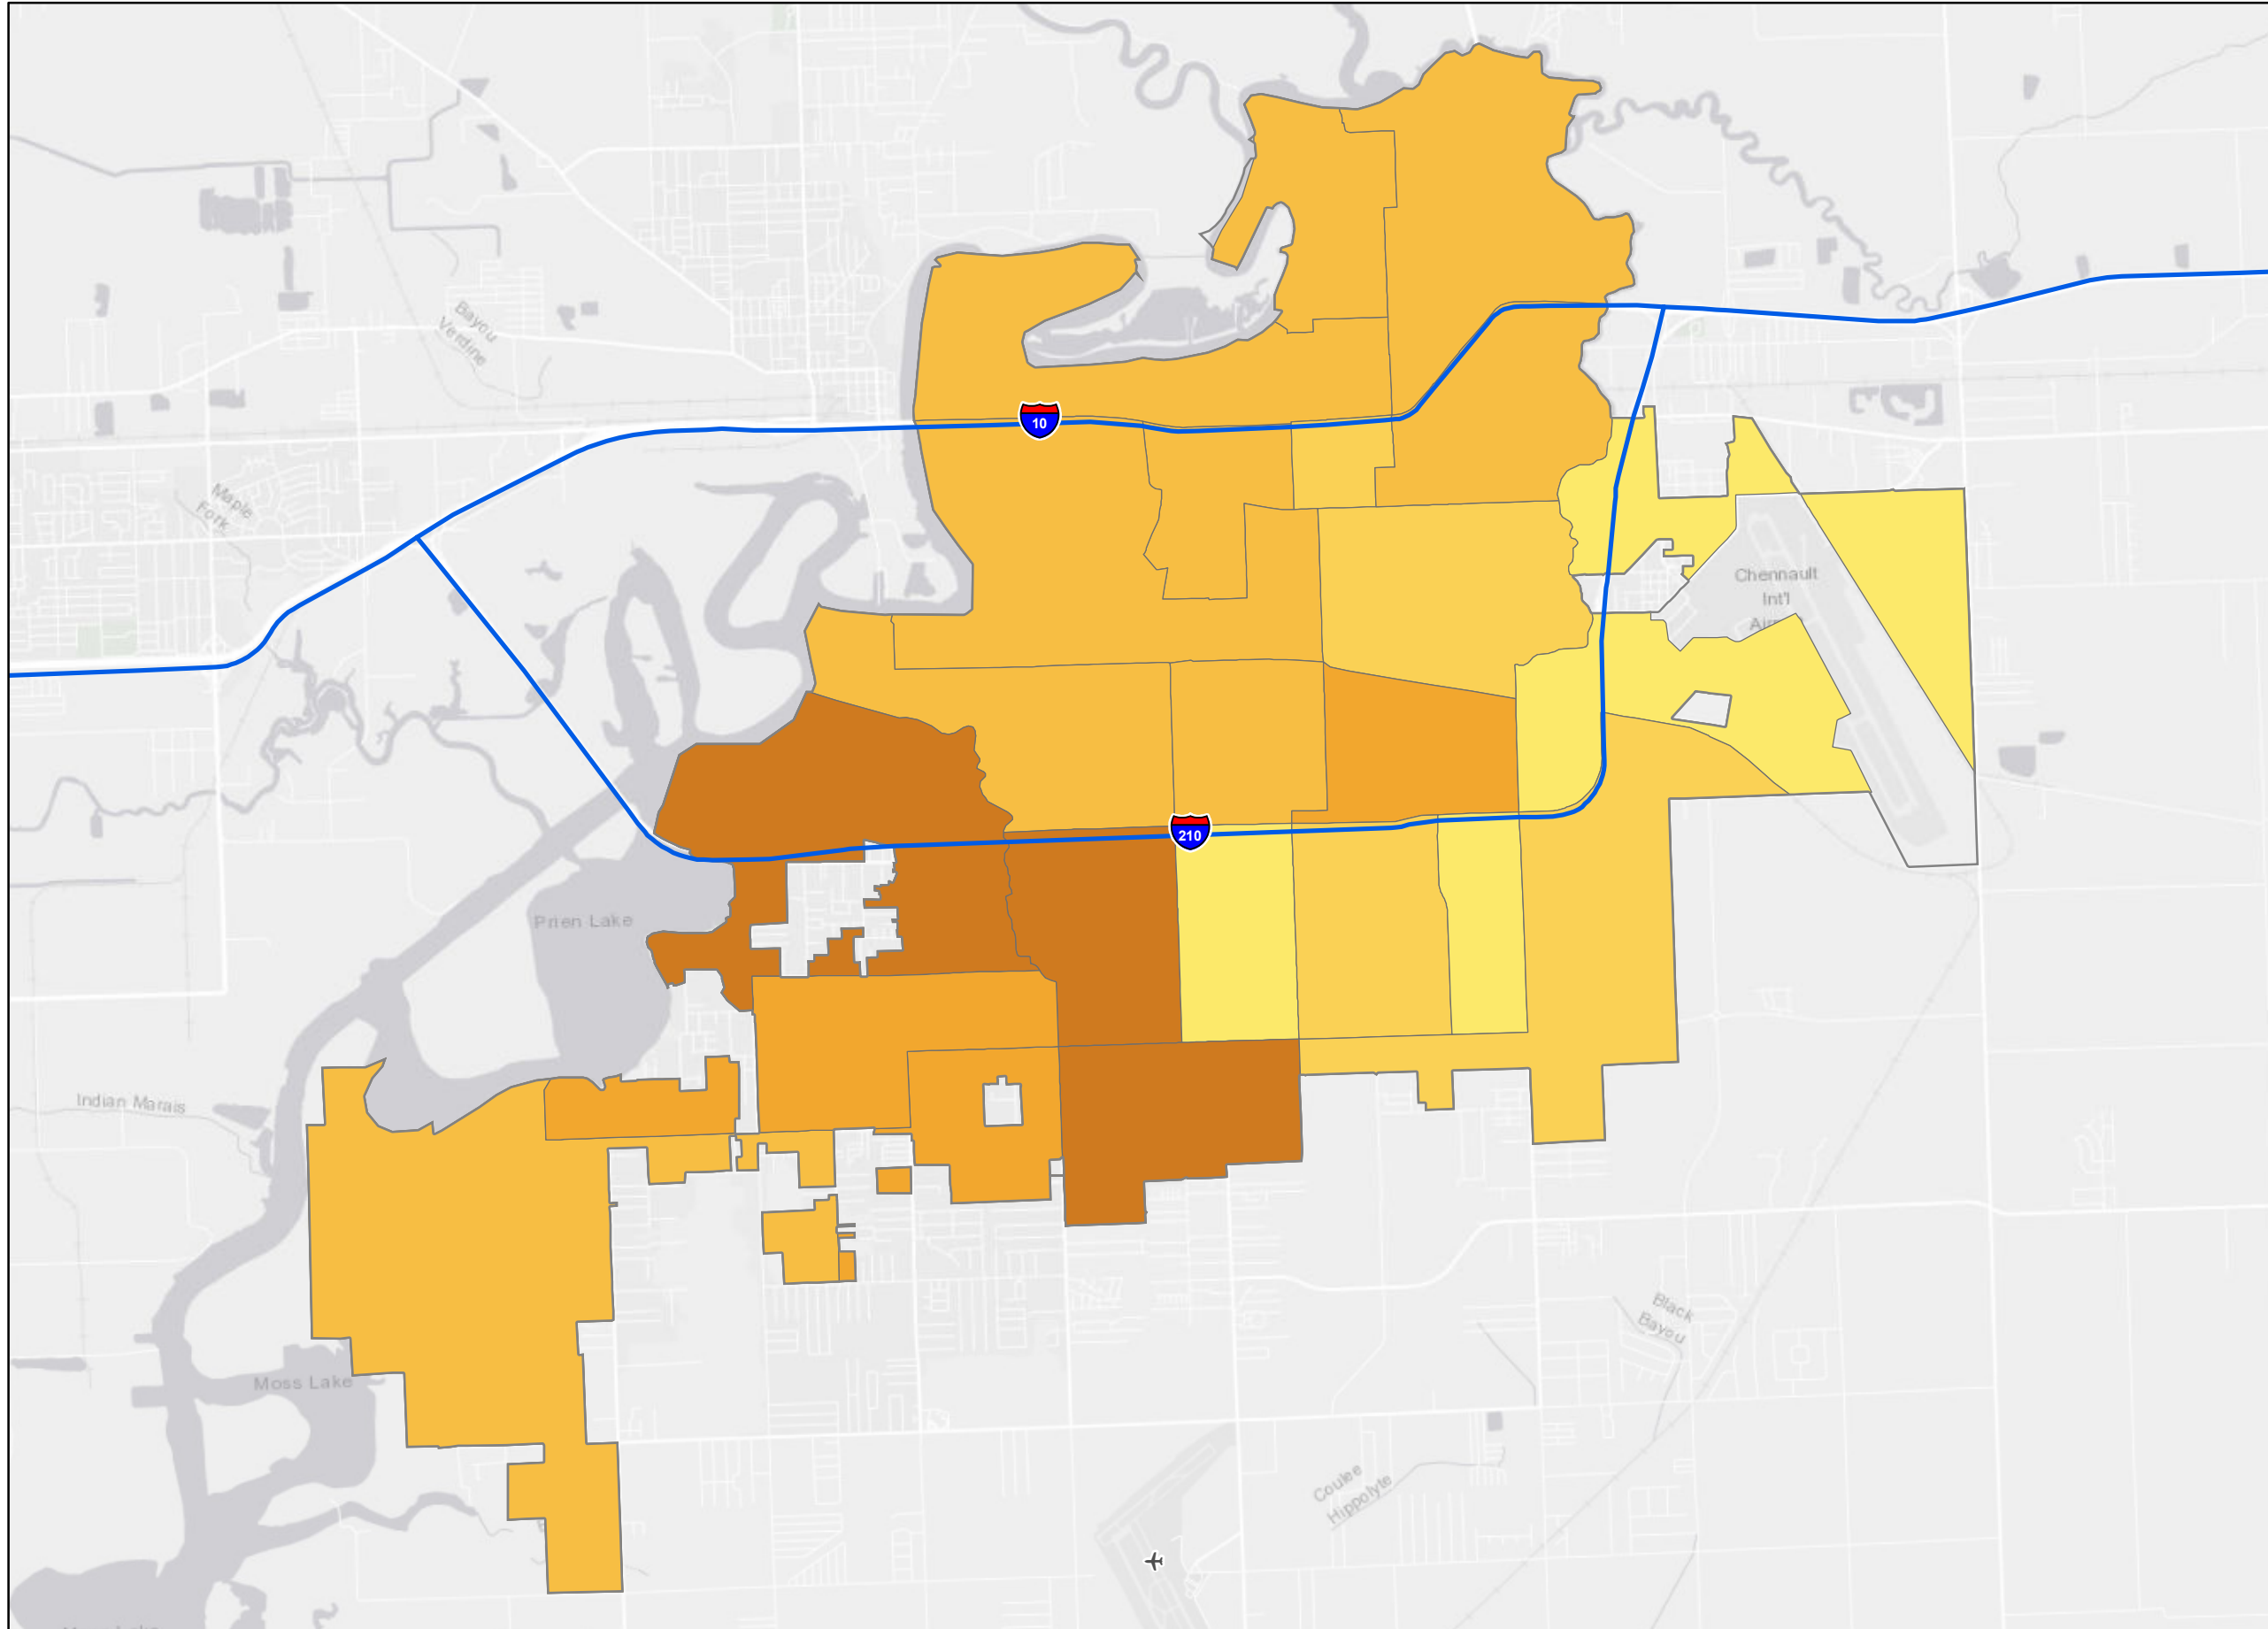 Bayou
Verdine
10
Maple
Fork
Chennault
Int'l
210
Prien Lake
Indian Marais
Black
Bayou
Moss Lake
Coulee
Hippolyte